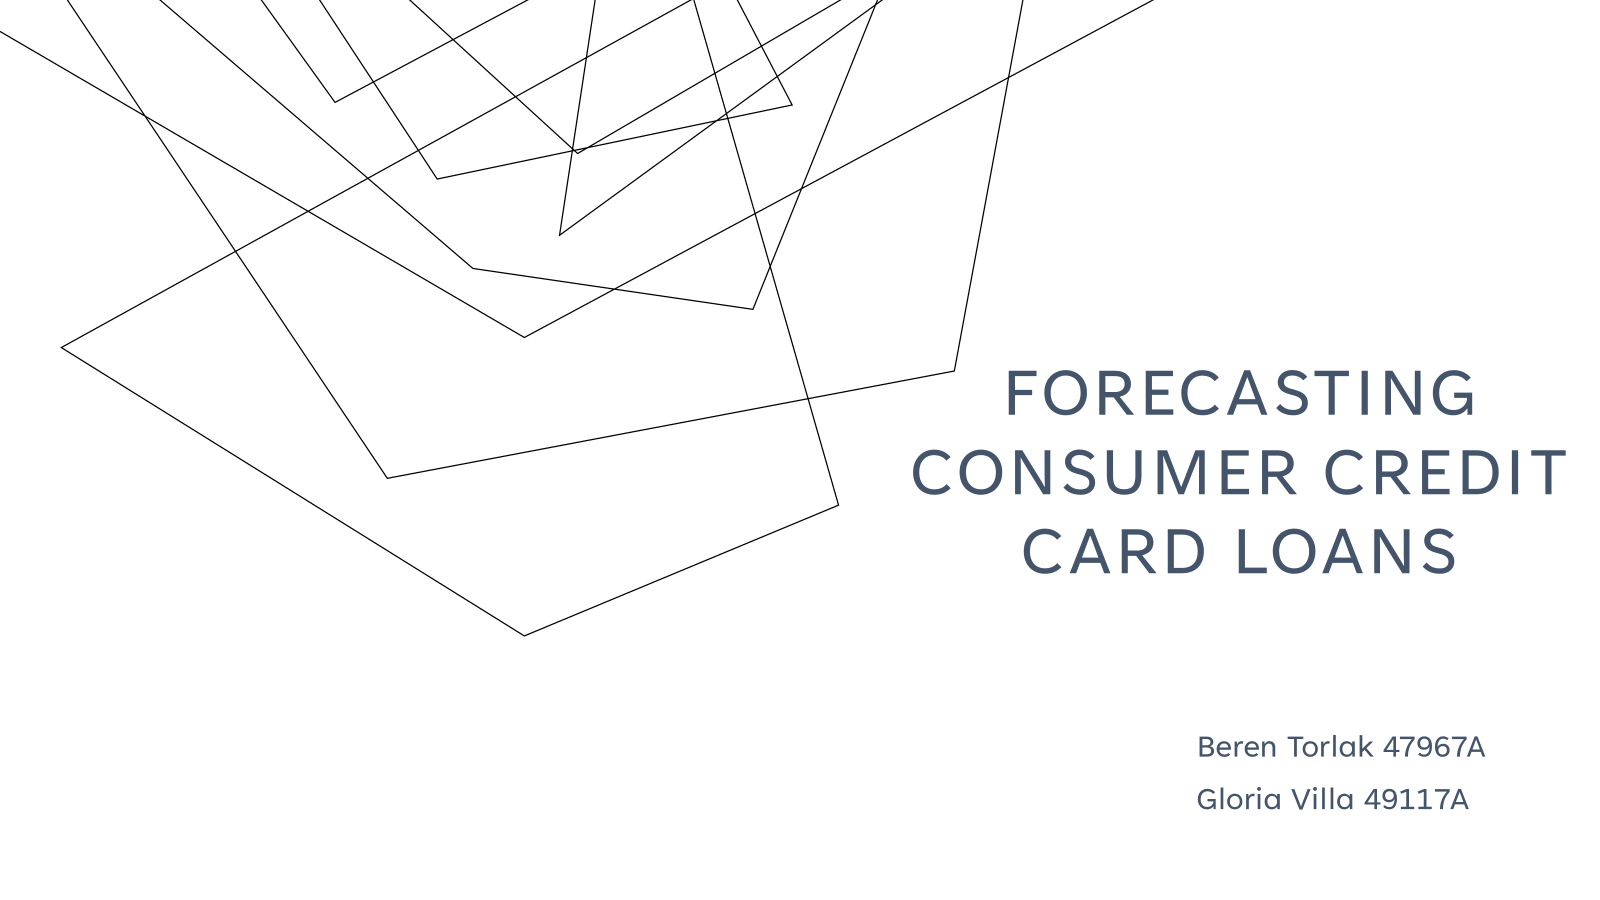 FORECASTING
CONSUMER CREDIT
CARD LOANS
Beren Torlak 47967A
Gloria Villa 49117A